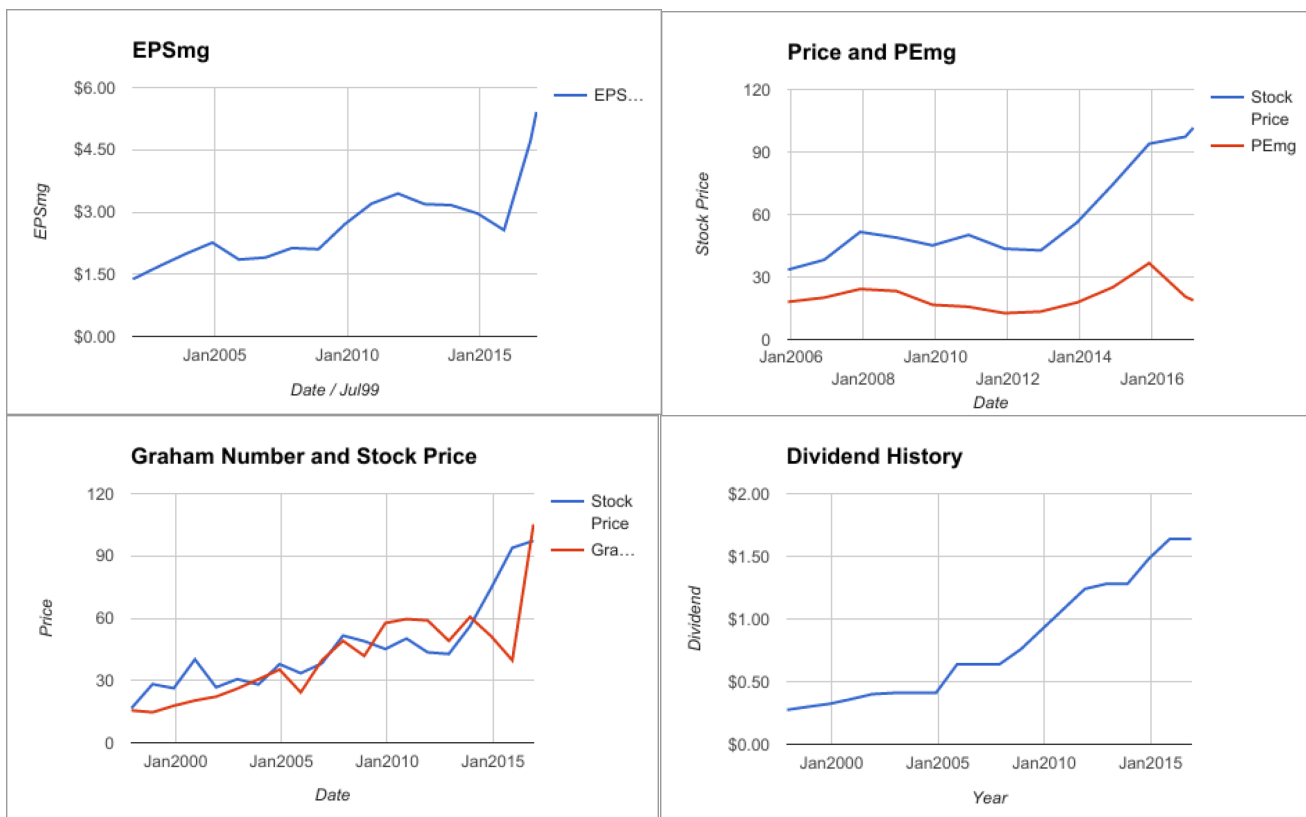 EPSmg
$6.00
$4.50
$3.00
$1.50
$0.00
EPSmg
Jan2005
Jan2010
Jan2015
Date / Jul99
EPS…
Price and PEmg
120
90
60
30
0
Stock Price
Jan2006
Jan2008
Jan2010
Jan2012
Jan2014
Jan2016
Date
Stock
Price
PEmg
Graham Number and Stock Price
120
90
60
30
0
Price
Jan2000
Jan2005
Jan2010
Jan2015
Date
Stock
Price
Gra…
Dividend History
$2.00
$1.50
$1.00
$0.50
$0.00
Dividend
Jan2000
Jan2005
Jan2010
Jan2015
Year